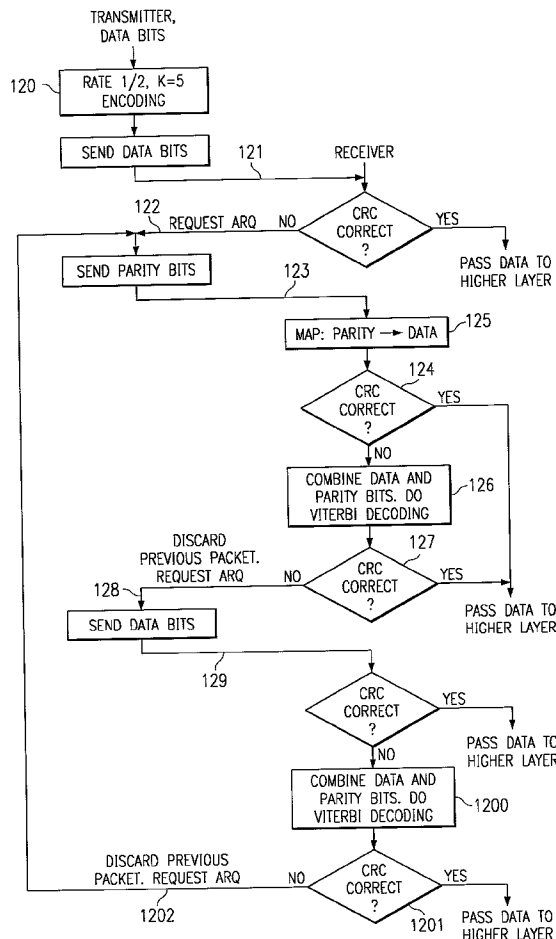 TRANSMITTER,
DATA BITS
120
RATE 1/2, K=5
ENCODING
SEND DATA BITS
121
RECEIVER
122
REQUEST ARQ
NO
CRC
CORRECT
?
YES
PASS DATA TO
HIGHER LAYER
SEND PARITY BITS
123
MAP: PARITY → DATA
125
124
CRC
CORRECT
?
YES
NO
COMBINE DATA AND
PARITY BITS. DO
VITERBI DECODING
126
DISCARD
PREVIOUS PACKET.
REQUEST ARQ
NO
127
CRC
CORRECT
?
YES
128
PASS DATA TO
HIGHER LAYER
SEND DATA BITS
129
CRC
CORRECT
?
YES
NO
PASS DATA TO
HIGHER LAYER
COMBINE DATA AND
PARITY BITS. DO
VITERBI DECODING
1200
DISCARD PREVIOUS
PACKET. REQUEST ARQ
NO
1202
CRC
CORRECT
?
YES
1201
PASS DATA TO
HIGHER LAYER